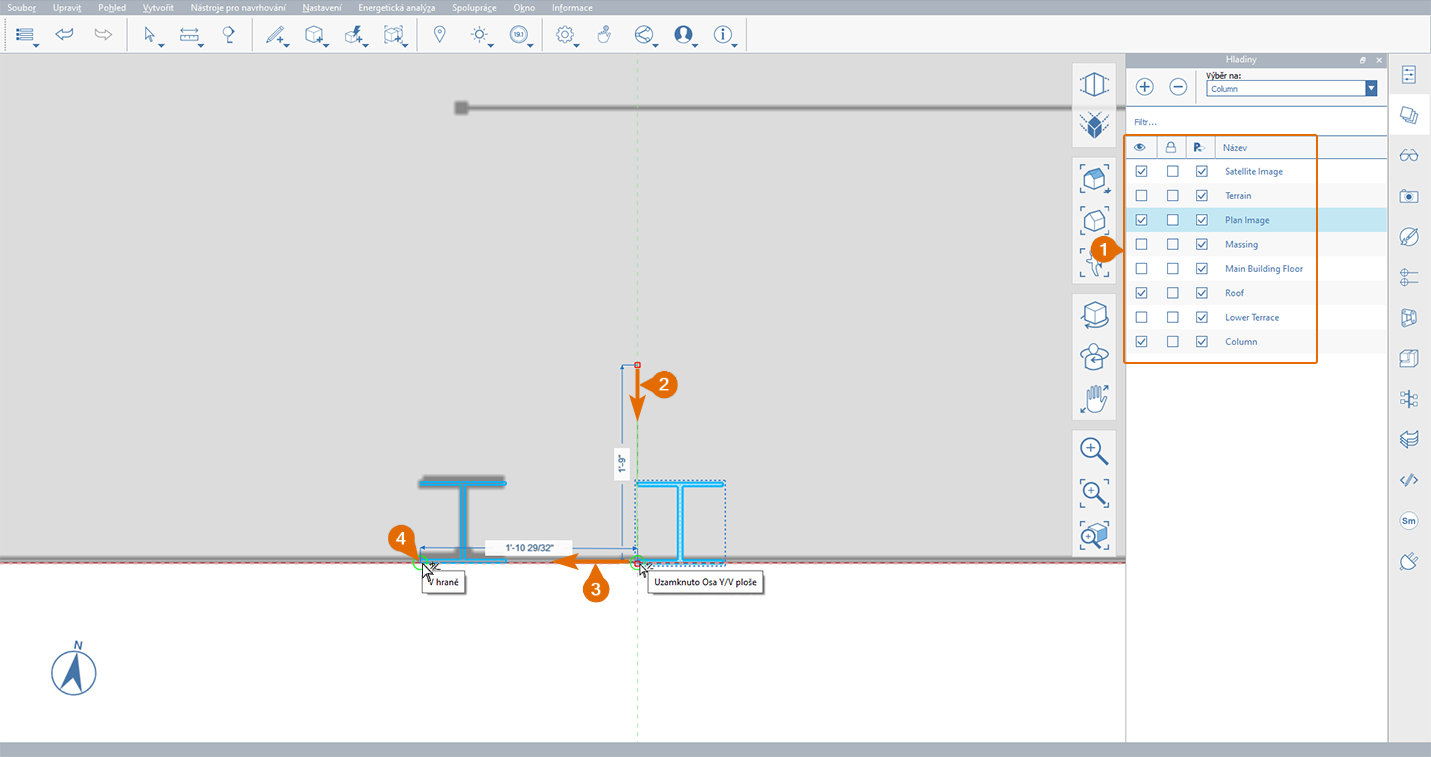 Soubor Upravit Pohled Vytvořit Nástroje pro navrhování Nastavení Energetická analýza Spolupráce Okno Informace
19.1
Hladiny
Výběr na:
Column
Filtr...
Název
Satellite Image
Terrain
Plan Image
Massing
Main Building Floor
Roof
Lower Terrace
Column
1
2
1'-9"
4
1'-10 29/32"
V hraně
3
Uzamknuto Osa Y/V ploše
N
Sm